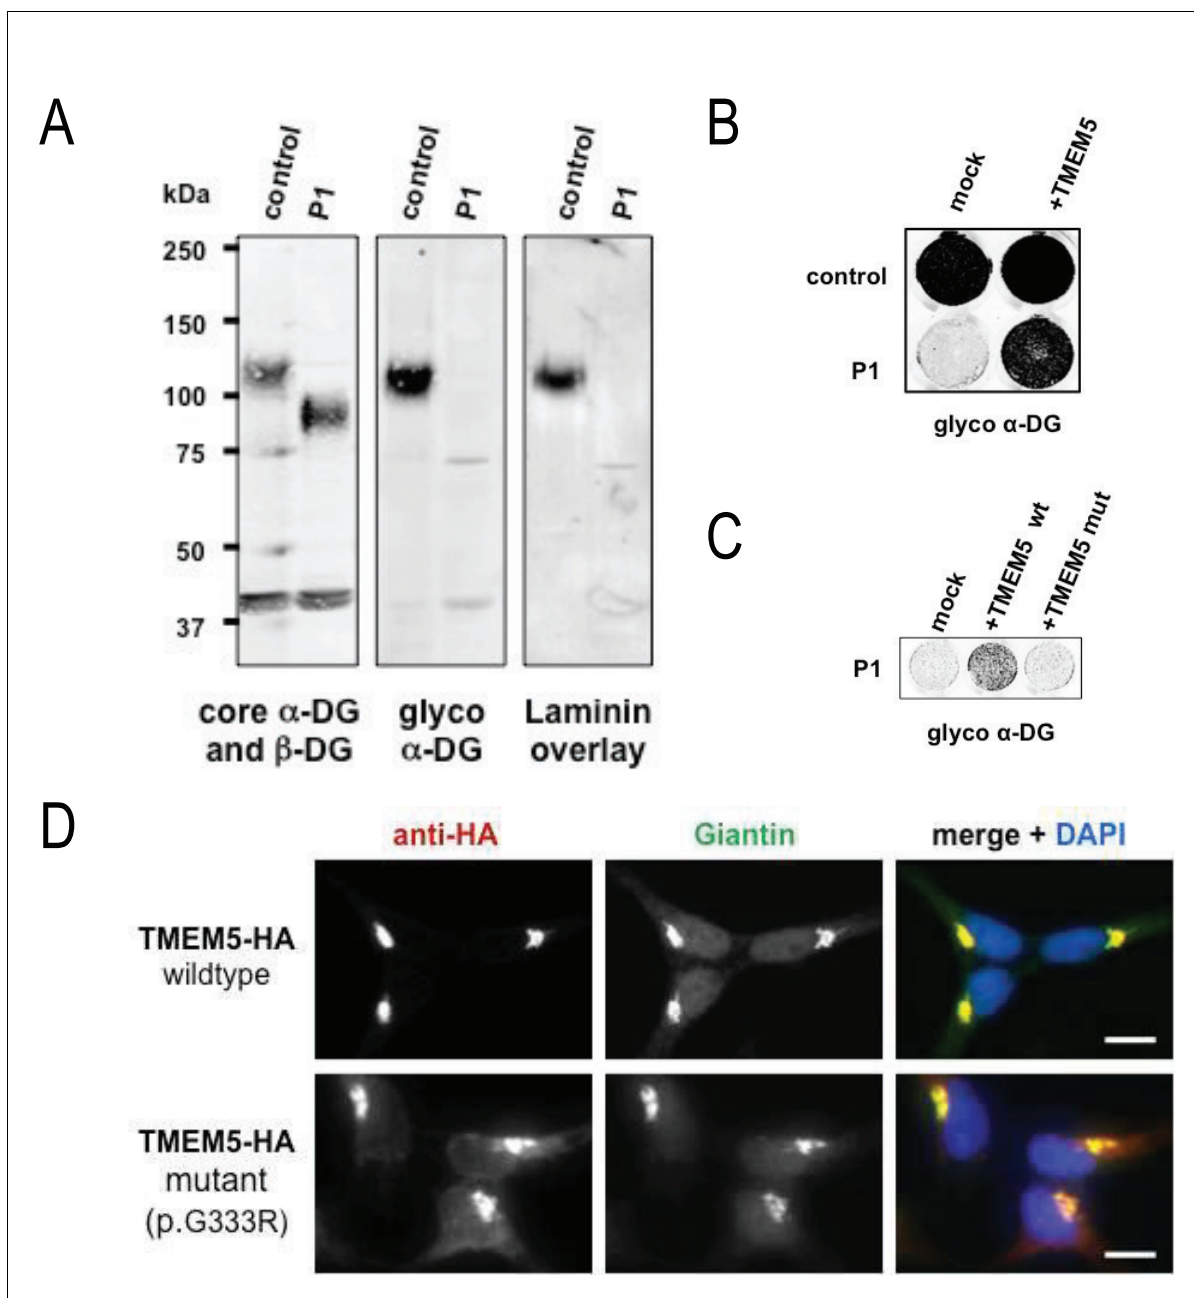 A
kDa
control
P1
control
P1
control
P1
250
150
100
75
50
37
core α-DG
and β-DG
glyco
α-DG
Laminin
overlay
B
mock
+TMEM5
control
P1
glyco α-DG
C
mock
+TMEM5 wt
+TMEM5 mut
P1
glyco α-DG
D
anti-HA
Giantin
merge + DAPI
TMEM5-HA
wildtype
TMEM5-HA
mutant
(p.G333R)